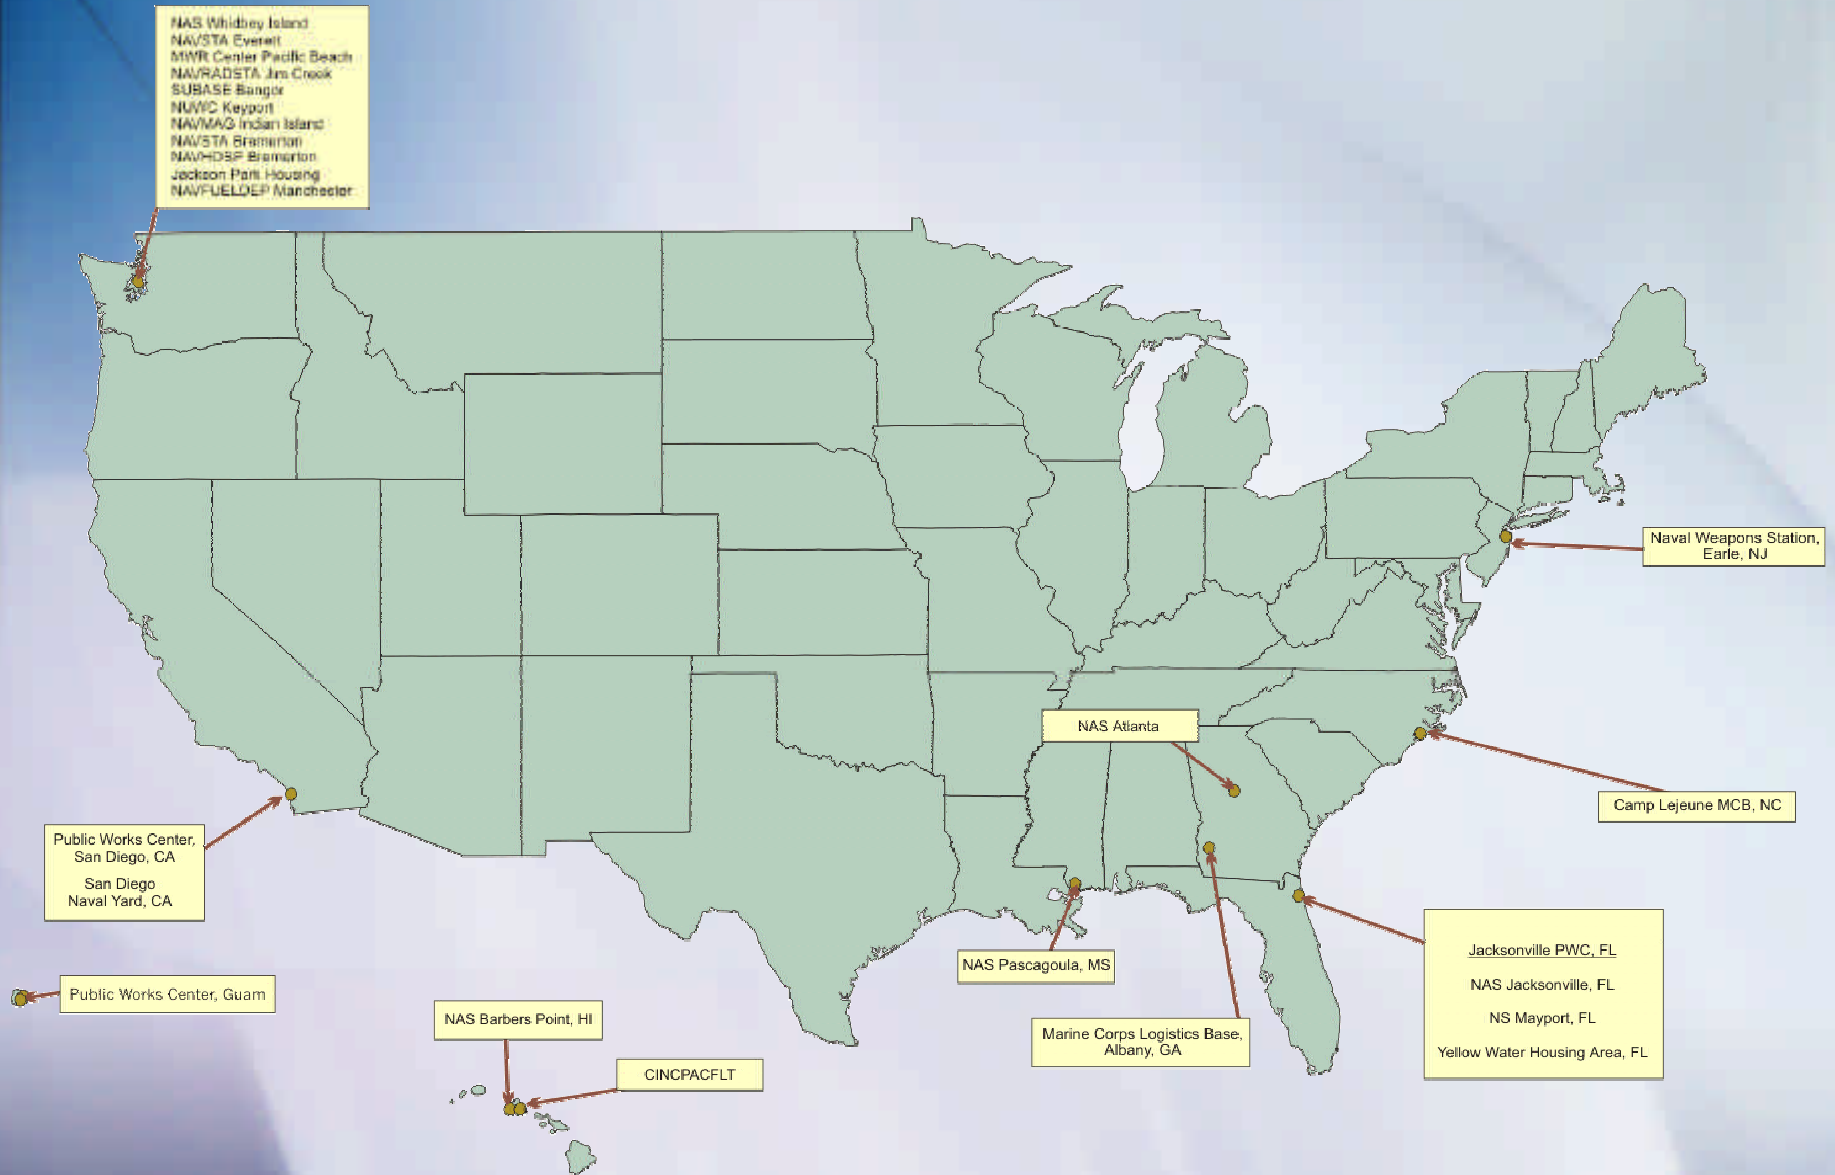 NAS Whidbey Island
NAVSTA Everett
MWR Center Pacific Beach
NAVRADSTA Jim Creek
SUBASE Bangor
NUWC Keyport
NAVMAG Indian Island
NAVSTA Bremerton
NAVHOSP Bremerton
Jackson Park Housing
NAVFUELDEP Manchester
Naval Weapons Station,
Earle, NJ
NAS Atlanta
Camp Lejeune MCB, NC
Public Works Center,
San Diego, CA
San Diego
Naval Yard, CA
NAS Pascagoula, MS
Jacksonville PWC, FL
NAS Jacksonville, FL
NS Mayport, FL
Yellow Water Housing Area, FL
Public Works Center, Guam
NAS Barbers Point, HI
Marine Corps Logistics Base,
Albany, GA
CINCPACFLT